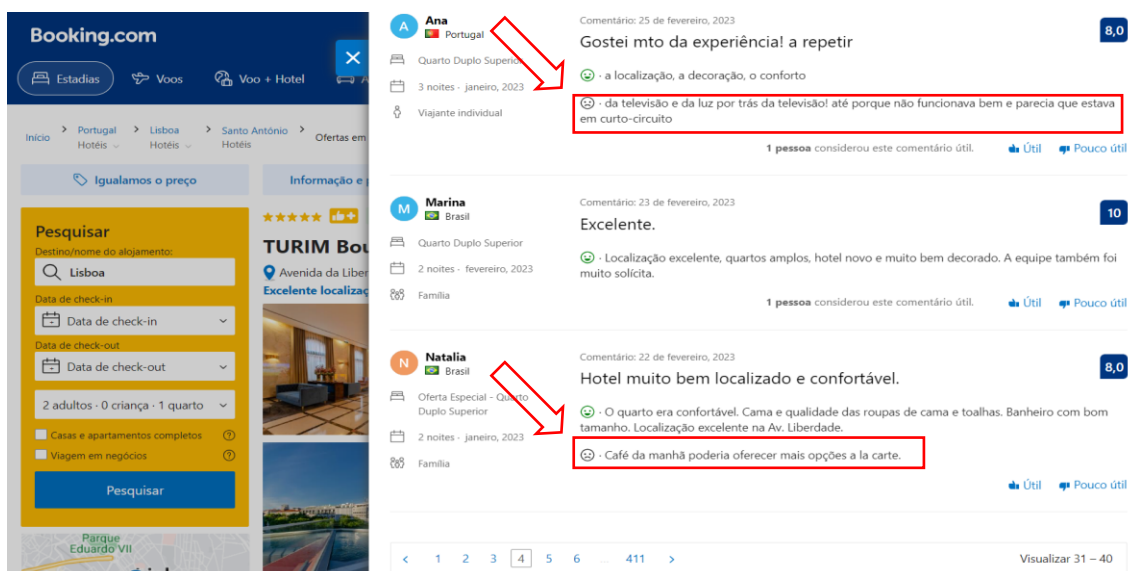 Booking.com
Estadias
Voos
Voo + Hotel
Início > Portugal > Lisboa > Santo António > Ofertas em
Hotéis Hotéis Hotéis
Igualamos o preço
Informação e
Pesquisar
Destino/nome do alojamento:
Lisboa
Data de check-in
Data de check-in
Data de check-out
Data de check-out
2 adultos · 0 criança · 1 quarto
Casas e apartamentos completos
Viagem em negócios
Pesquisar
Parque
Eduardo VII
TURIM Bou
Avenida da Liber
Excelente localizaç
A
Ana
Portugal
Quarto Duplo Superior
3 noites · janeiro, 2023
Viajante individual
Comentário: 25 de fevereiro, 2023
8,0
Gostei mto da experiência! a repetir
· a localização, a decoração, o conforto
· da televisão e da luz por trás da televisão! até porque não funcionava bem e parecia que estava
em curto-circuito
1 pessoa considerou este comentário útil.
Útil
Pouco útil
M
Marina
Brasil
Quarto Duplo Superior
2 noites · fevereiro, 2023
Família
Comentário: 23 de fevereiro, 2023
10
Excelente.
· Localização excelente, quartos amplos, hotel novo e muito bem decorado. A equipe também foi
muito solícita.
1 pessoa considerou este comentário útil.
Útil
Pouco útil
N
Natalia
Brasil
Oferta Especial - Quarto
Duplo Superior
2 noites · janeiro, 2023
Família
Comentário: 22 de fevereiro, 2023
8,0
Hotel muito bem localizado e confortável.
· O quarto era confortável. Cama e qualidade das roupas de cama e toalhas. Banheiro com bom
tamanho. Localização excelente na Av. Liberdade.
· Café da manhã poderia oferecer mais opções a la carte.
Útil
Pouco útil
< 1 2 3 4 5 6 ... 411 >
Visualizar 31 – 40